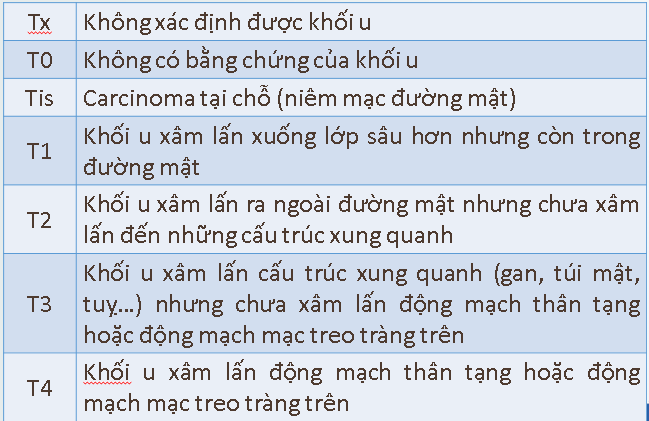 Tx Không xác định được khối u
T0 Không có bằng chứng của khối u
Tis Carcinoma tại chỗ (niêm mạc đường mật)
T1 Khối u xâm lấn xuống lớp sâu hơn nhưng còn trong
đường mật
T2 Khối u xâm lấn ra ngoài đường mật nhưng chưa xâm
lấn đến những cấu trúc xung quanh
T3 Khối u xâm lấn cấu trúc xung quanh (gan, túi mật,
tuỵ...) nhưng chưa xâm lấn động mạch thân tạng
hoặc động mạch mạc treo tràng trên
T4 Khối u xâm lấn động mạch thân tạng hoặc động
mạch mạc treo tràng trên